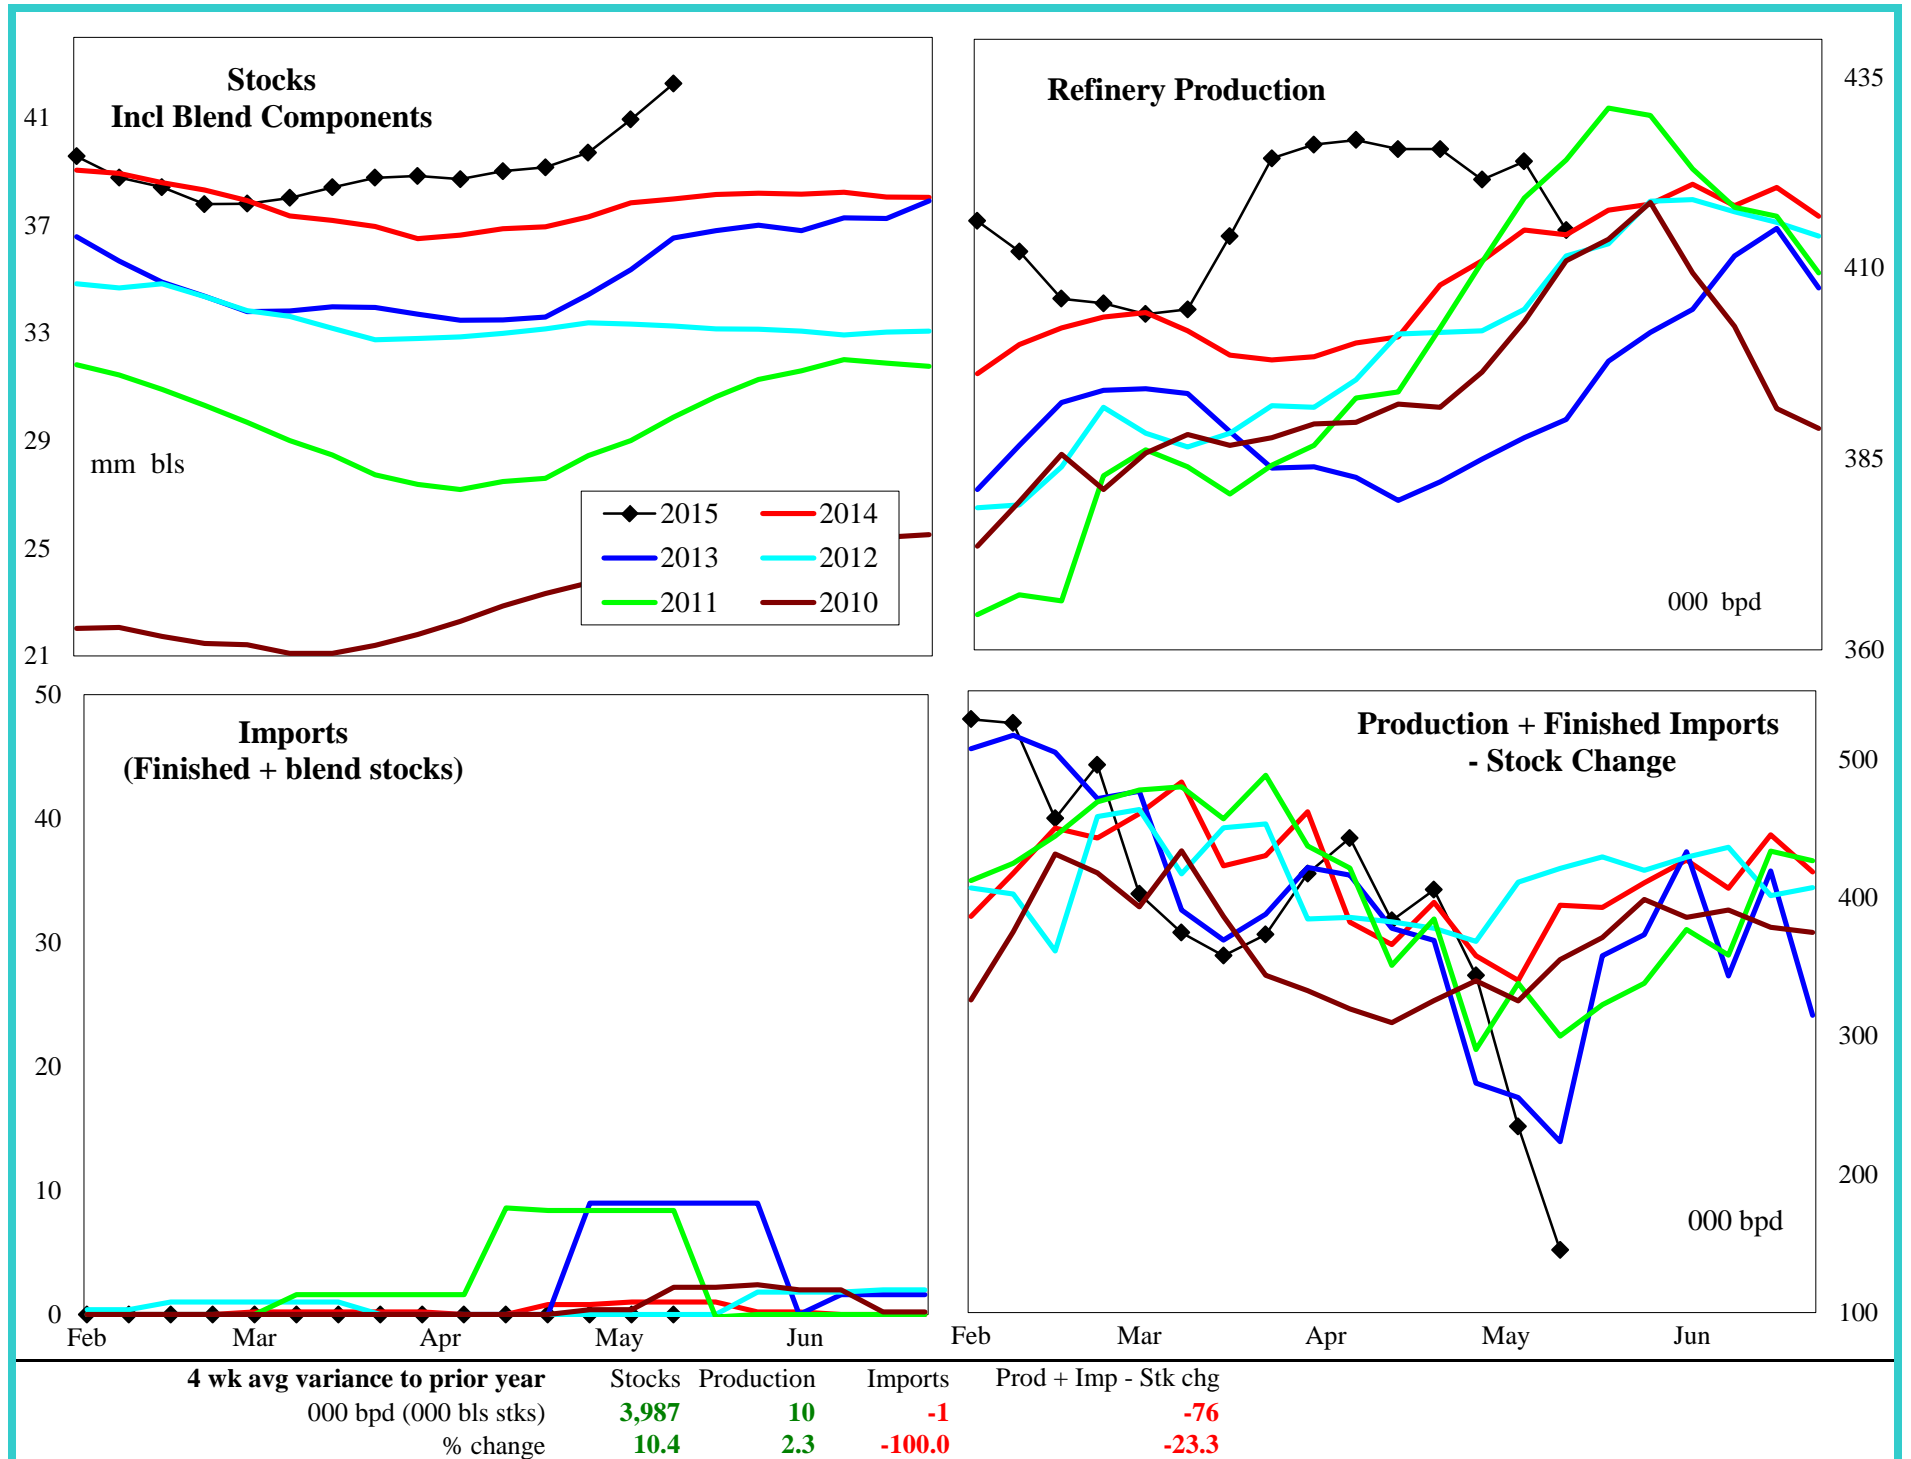 Stocks
Incl Blend Components
41
37
33
29
25
21
mm bls
2015
2014
2013
2012
2011
2010
Refinery Production
435
410
385
360
000 bpd
Imports
(Finished + blend stocks)
50
40
30
20
10
0
Feb Mar Apr May Jun
Production + Finished Imports
- Stock Change
500
400
300
200
100
000 bpd
Feb Mar Apr May Jun
4 wk avg variance to prior year Stocks Production Imports Prod + Imp - Stk chg
000 bpd (000 bls stks) 3,987 10 -1 -76
% change 10.4 2.3 -100.0 -23.3